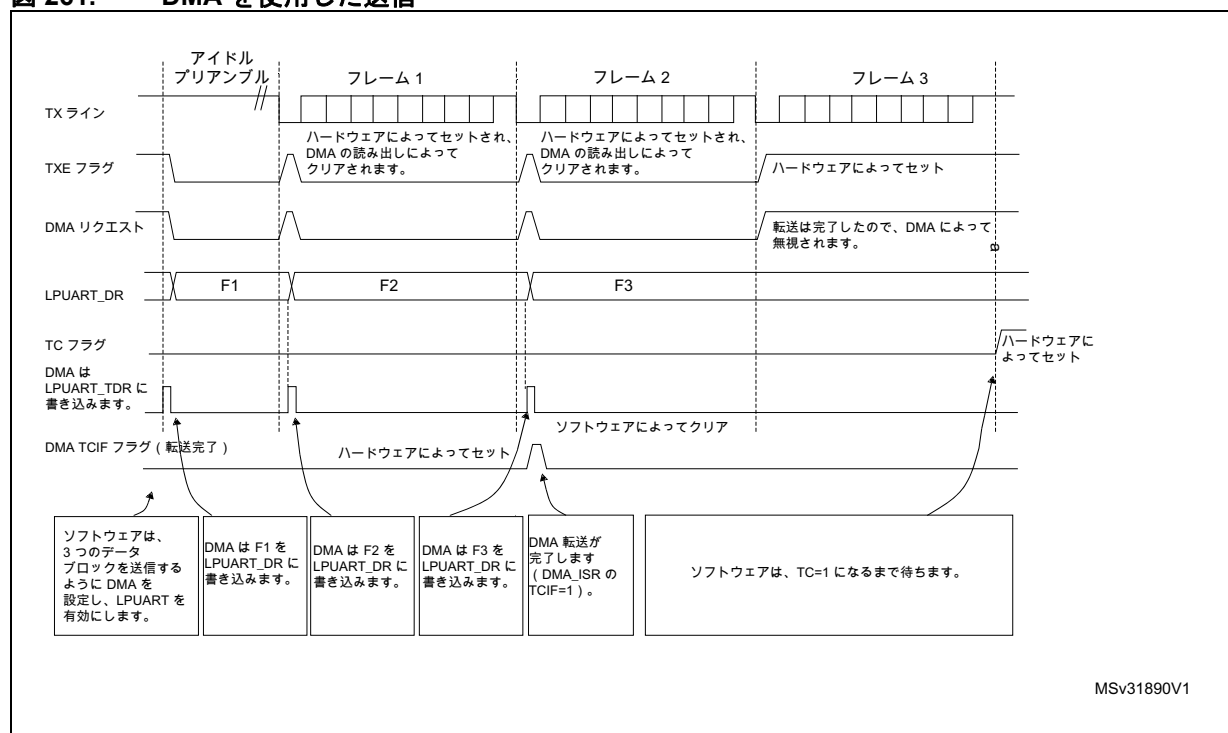 アイドル
プリアンブル
フレーム 1
フレーム 2
フレーム 3
TX ライン
ハードウェアによってセットされ、
DMA の読み出しによって
クリアされます。
ハードウェアによってセットされ、
DMA の読み出しによって
クリアされます。
TXE フラグ
ハードウェアによってセット
DMA リクエスト
転送は完了したので、DMA によって
無視されます。
a
LPUART_DR
F1
F2
F3
TC フラグ
ハードウェアに
よってセット
DMA は
LPUART_TDR に
書き込みます。
ソフトウェアによってクリア
DMA TCIF フラグ ( 転送完了 )
ハードウェアによってセット
ソフトウェアは、
3 つのデータ
ブロックを送信する
ように DMA を
設定し、LPUART を
有効にします。
DMA は F1 を
LPUART_DR に
書き込みます。
DMA は F2 を
LPUART_DR に
書き込みます。
DMA は F3 を
LPUART_DR に
書き込みます。
DMA 転送が
完了します
( DMA_ISR の
TCIF=1 ) 。
ソフトウェアは、TC=1 になるまで待ちます。
MSv31890V1